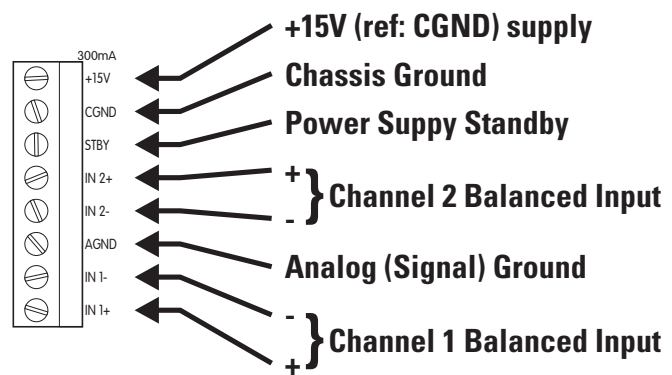 +15V (ref: CGND) supply
300mA
+15V
Chassis Ground
CGND
Power Suppy Standby
STBY
IN 2+
+
} Channel 2 Balanced Input
IN 2-
-
AGND
Analog (Signal) Ground
IN 1-
-
} Channel 1 Balanced Input
IN 1+
+